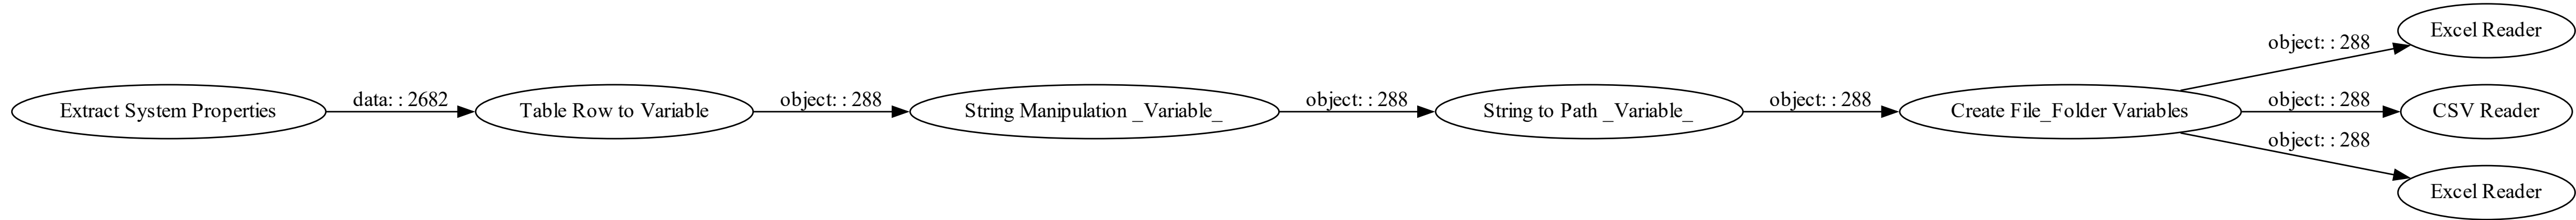 Extract System Properties
data: : 2682
Table Row to Variable
object: : 288
String Manipulation _Variable_
object: : 288
String to Path _Variable_
object: : 288
Create File_Folder Variables
object: : 288
Excel Reader
object: : 288
CSV Reader
object: : 288
Excel Reader